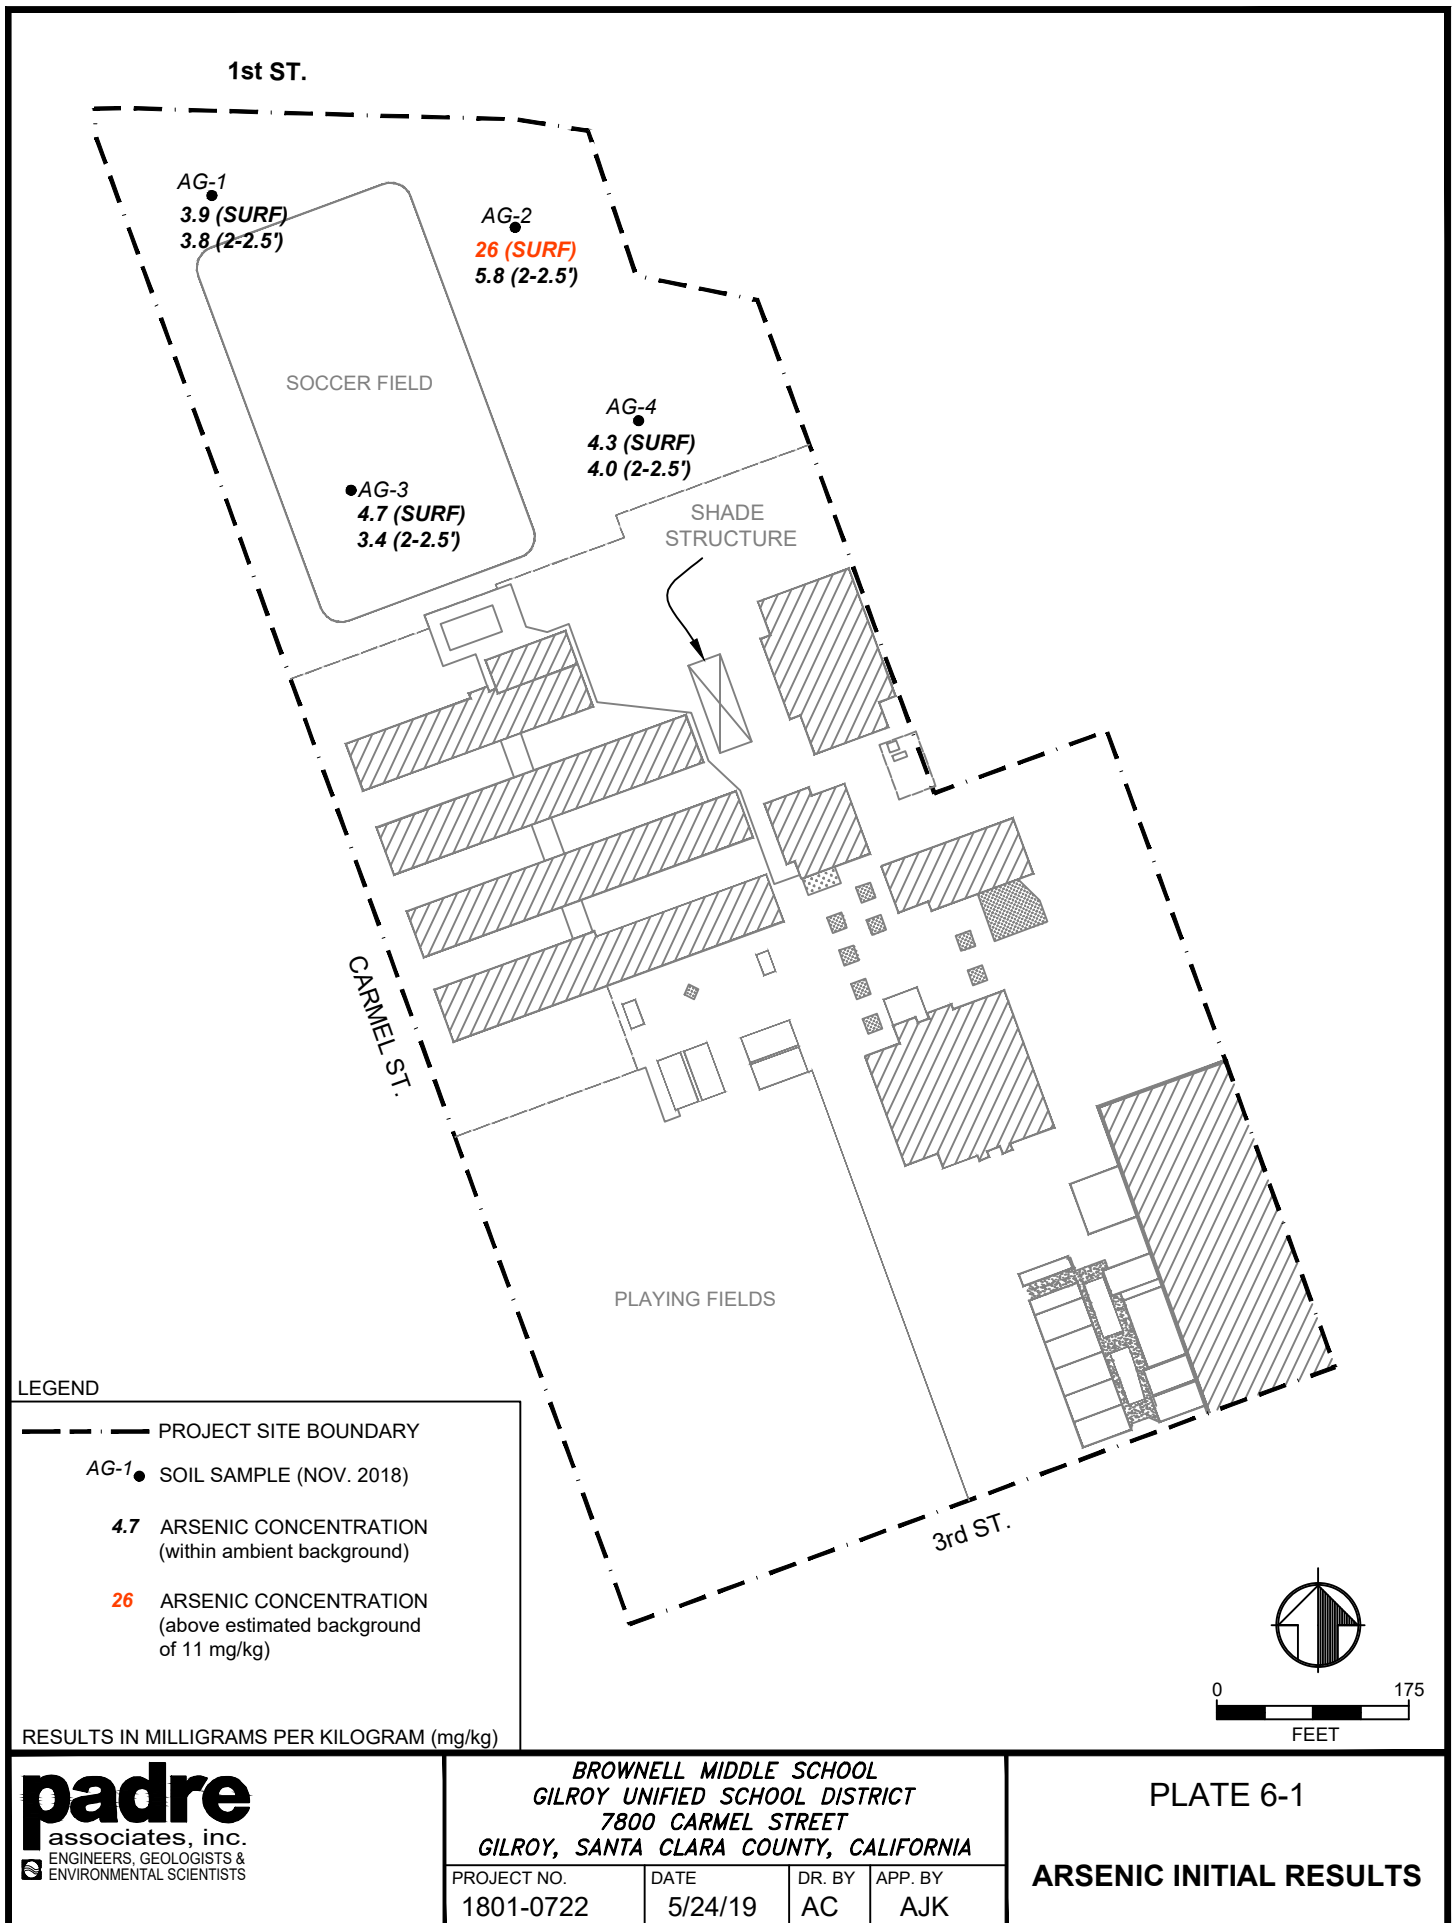 1st ST.
AG-1
3.9 (SURF)
3.8 (2-2.5')
AG-2
26 (SURF)
5.8 (2-2.5')
SOCCER FIELD
AG-4
4.3 (SURF)
4.0 (2-2.5')
AG-3
4.7 (SURF)
3.4 (2-2.5')
SHADE
STRUCTURE
CARMEL ST.
PLAYING FIELDS
3rd ST.
LEGEND
PROJECT SITE BOUNDARY
AG-1 SOIL SAMPLE (NOV. 2018)
4.7 ARSENIC CONCENTRATION
(within ambient background)
26 ARSENIC CONCENTRATION
(above estimated background
of 11 mg/kg)
RESULTS IN MILLIGRAMS PER KILOGRAM (mg/kg)
0 175
FEET
padre
associates, inc.
ENGINEERS, GEOLOGISTS &
ENVIRONMENTAL SCIENTISTS
BROWNELL MIDDLE SCHOOL
GILROY UNIFIED SCHOOL DISTRICT
7800 CARMEL STREET
GILROY, SANTA CLARA COUNTY, CALIFORNIA
PROJECT NO. DATE DR. BY APP. BY
1801-0722 5/24/19 AC AJK
PLATE 6-1
ARSENIC INITIAL RESULTS